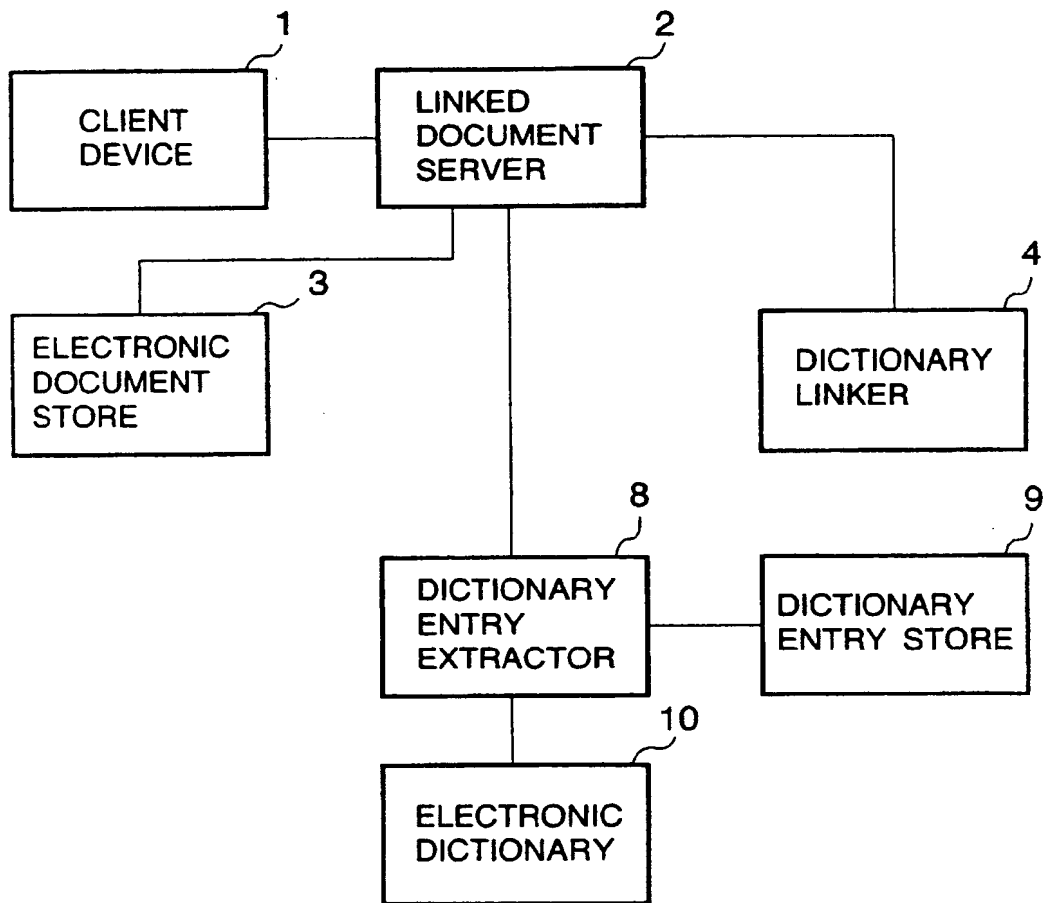 1
CLIENT
DEVICE
2
LINKED
DOCUMENT
SERVER
3
ELECTRONIC
DOCUMENT
STORE
4
DICTIONARY
LINKER
8
DICTIONARY
ENTRY
EXTRACTOR
9
DICTIONARY
ENTRY STORE
10
ELECTRONIC
DICTIONARY